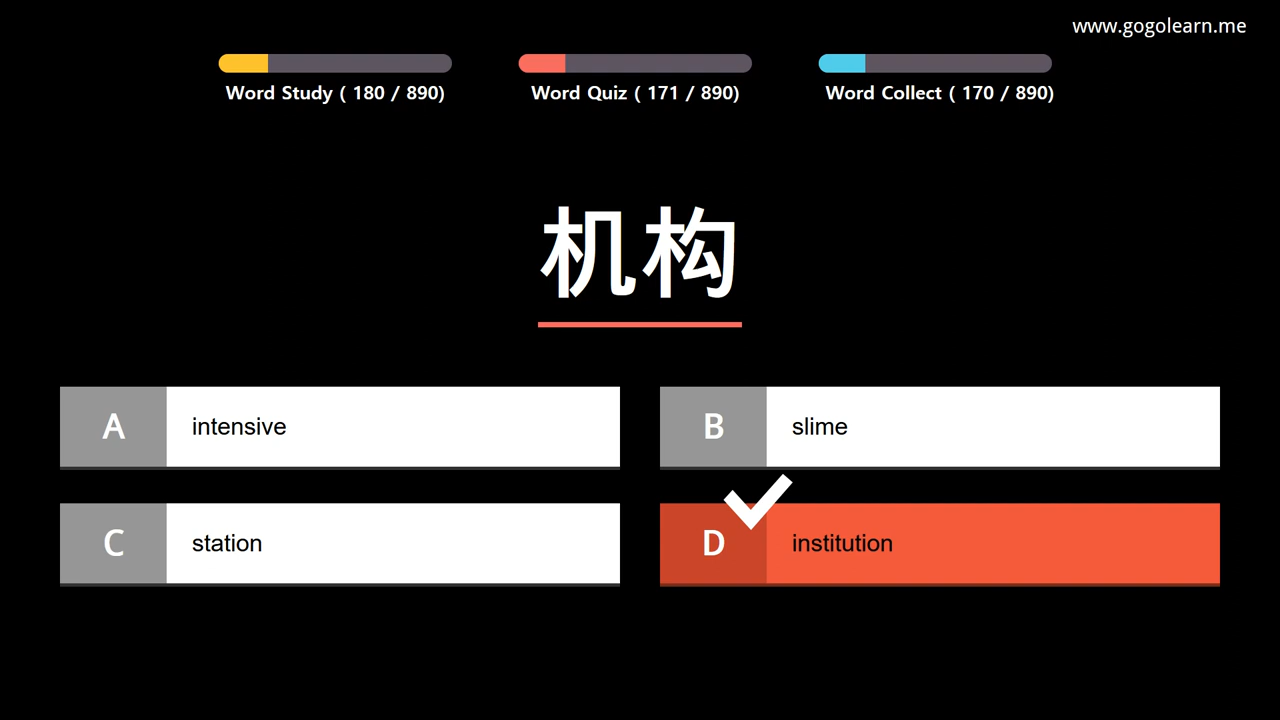 www.gogolearn.me
Word Study ( 180 / 890)
Word Quiz ( 171 / 890)
Word Collect ( 170 / 890)
机构
A intensive
B slime
C station
D institution